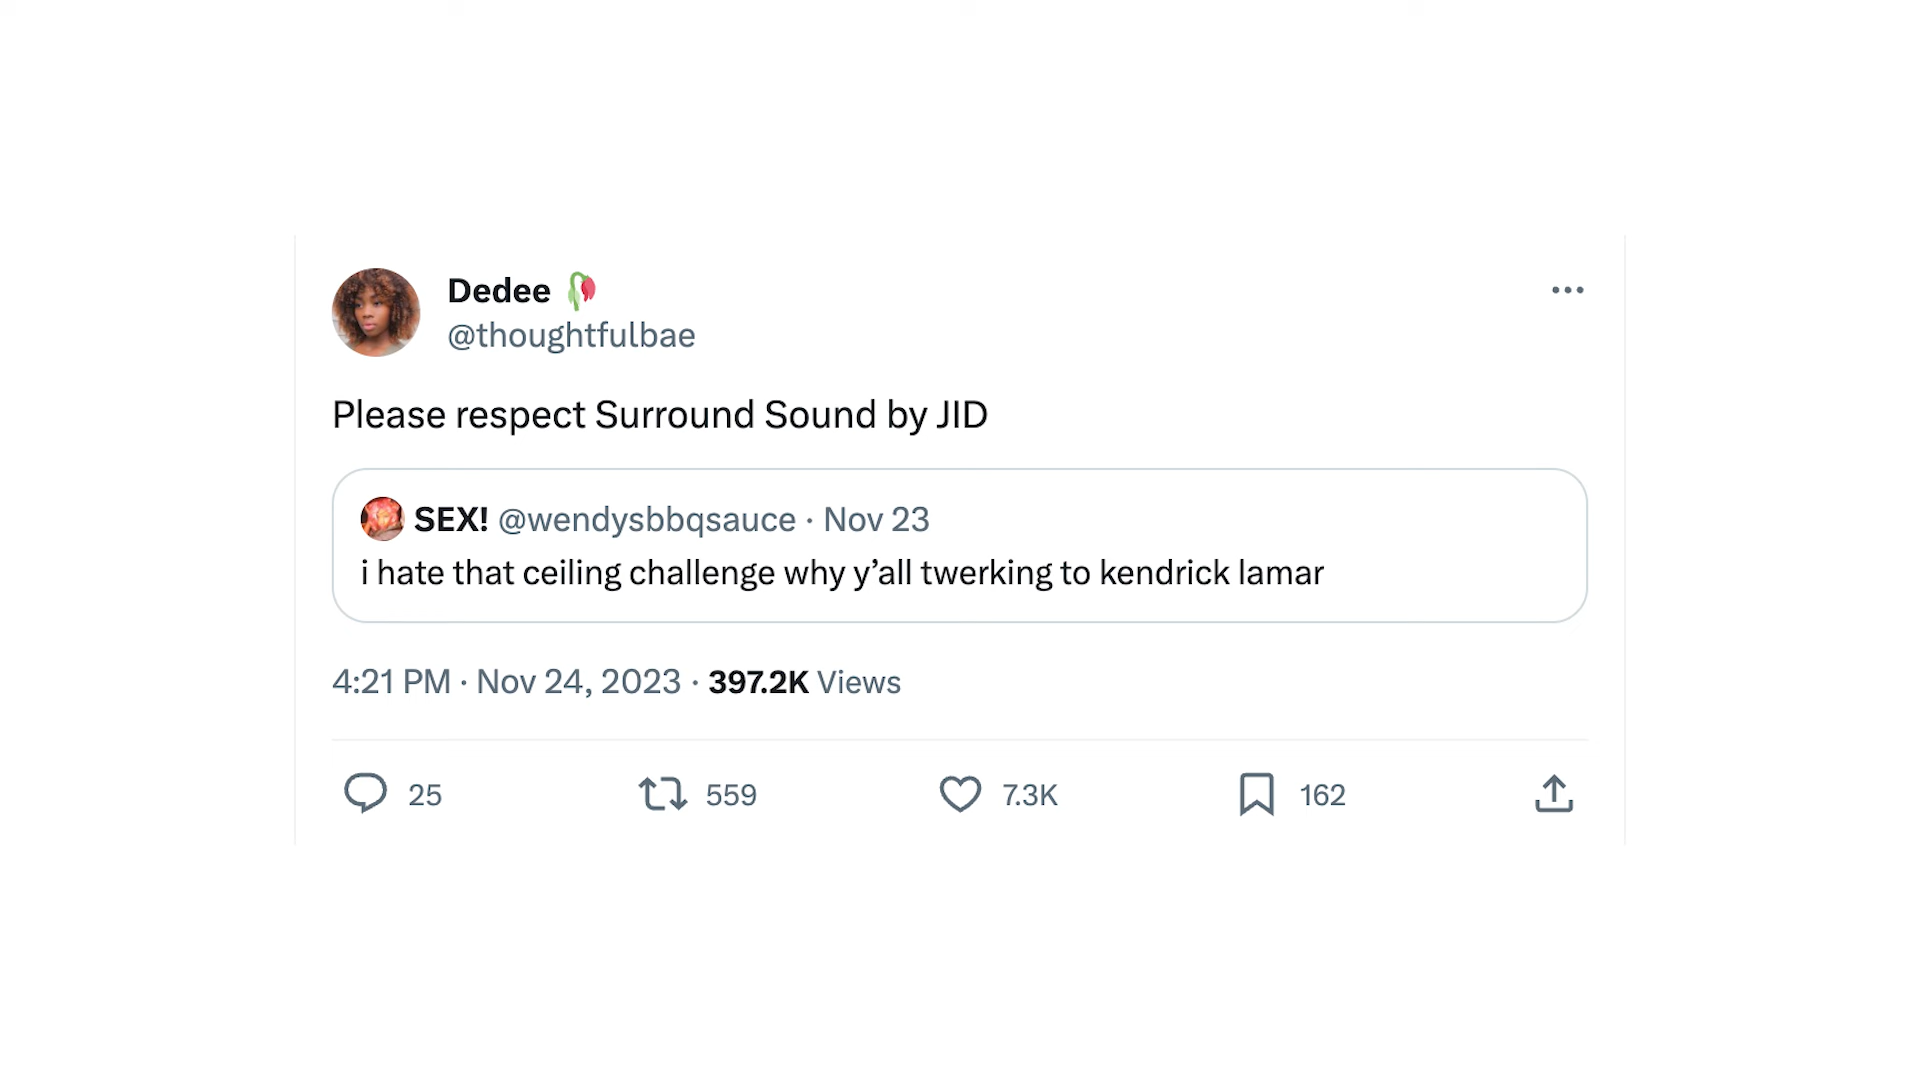 Dedee 🥀
@thoughtfulbae
Please respect Surround Sound by JID
SEX! @wendysbbqsauce · Nov 23
i hate that ceiling challenge why y’all twerking to kendrick lamar
4:21 PM · Nov 24, 2023 · 397.2K Views
25 559 7.3K 162